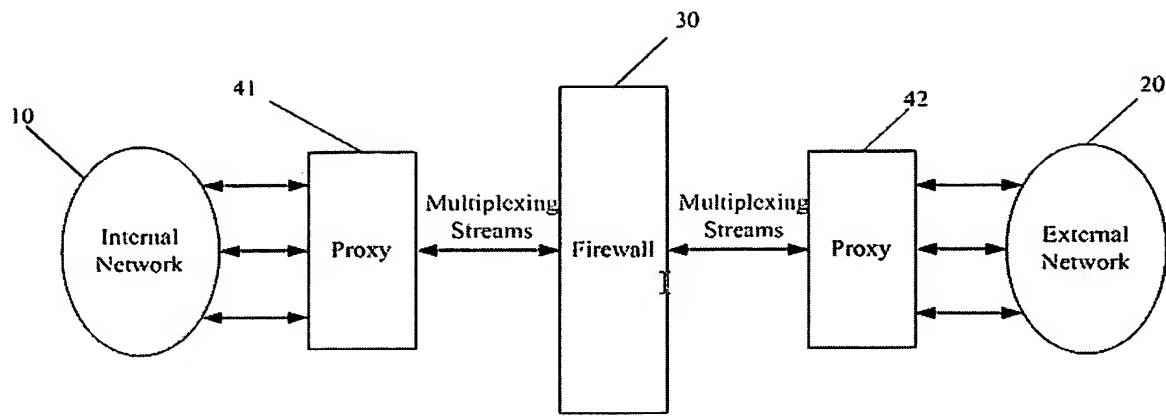 30
41
42
20
10
Multiplexing
Streams
Multiplexing
Streams
Internal
Network
Proxy
Firewall
Proxy
External
Network